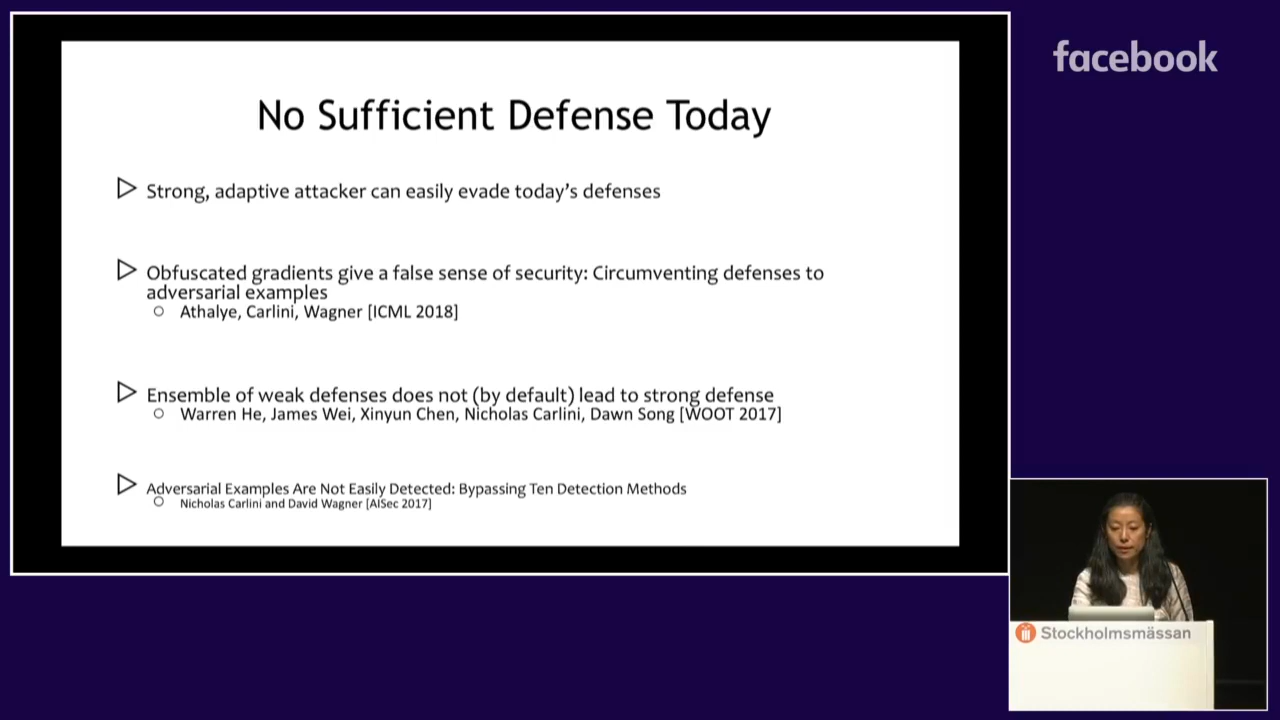 facebook
No Sufficient Defense Today
Strong, adaptive attacker can easily evade today's defenses
Obfuscated gradients give a false sense of security: Circumventing defenses to
adversarial examples
Athalye, Carlini, Wagner [ICML 2018]
Ensemble of weak defenses does not (by default) lead to strong defense
Warren He, James Wei, Xinyun Chen, Nicholas Carlini, Dawn Song [WOOT 2017]
Adversarial Examples Are Not Easily Detected: Bypassing Ten Detection Methods
Nicholas Carlini and David Wagner [AISec 2017]
Stockholmsmässan